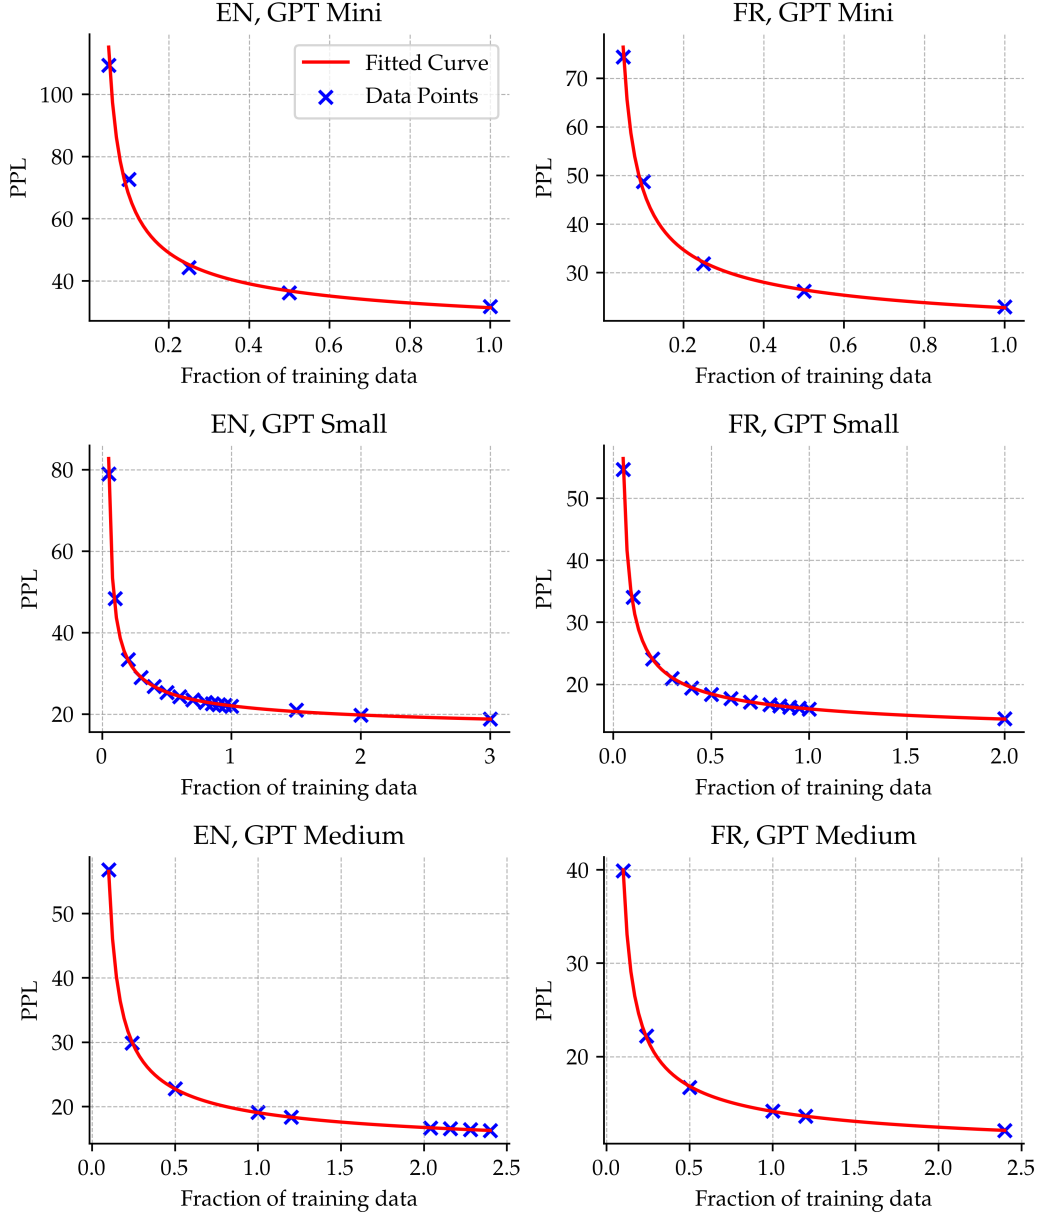 EN, GPT Mini
Fitted Curve
Data Points
100
80
60
40
PPL
0.2 0.4 0.6 0.8 1.0
Fraction of training data
FR, GPT Mini
70
60
50
40
30
PPL
0.2 0.4 0.6 0.8 1.0
Fraction of training data
EN, GPT Small
80
60
40
20
PPL
0 1 2 3
Fraction of training data
FR, GPT Small
50
40
30
20
PPL
0.0 0.5 1.0 1.5 2.0
Fraction of training data
EN, GPT Medium
50
40
30
20
PPL
0.0 0.5 1.0 1.5 2.0 2.5
Fraction of training data
FR, GPT Medium
40
30
20
PPL
0.0 0.5 1.0 1.5 2.0 2.5
Fraction of training data